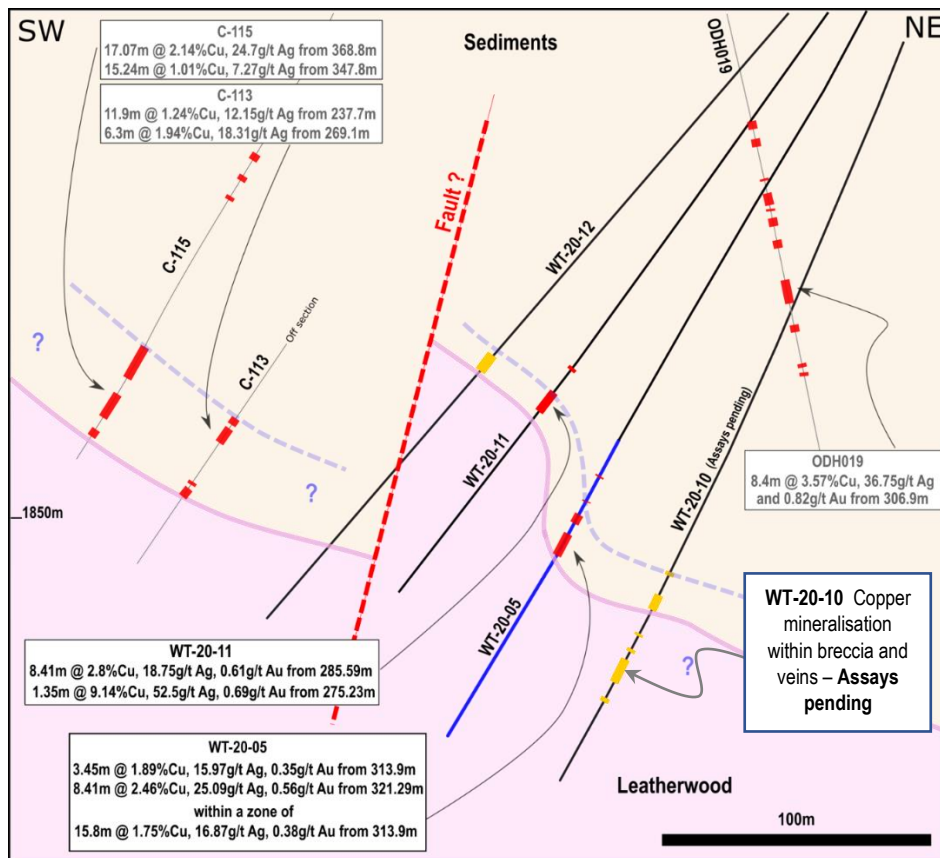 SW
NE
C-115
17.07m @ 2.14%Cu, 24.7g/t Ag from 368.8m
15.24m @ 1.01%Cu, 7.27g/t Ag from 347.8m
C-113
11.9m @ 1.24%Cu, 12.15g/t Ag from 237.7m
6.3m @ 1.94%Cu, 18.31g/t Ag from 269.1m
Sediments
ODH019
Fault ?
WT-20-12
C-115
Off section
C-113
?
?
WT-20-11
WT-20-10 (Assays pending)
ODH019
8.4m @ 3.57%Cu, 36.75g/t Ag
and 0.82g/t Au from 306.9m
1850m
WT-20-05
WT-20-10 Copper
mineralisation
within breccia and
veins – Assays
pending
?
WT-20-11
8.41m @ 2.8%Cu, 18.75g/t Ag, 0.61g/t Au from 285.59m
1.35m @ 9.14%Cu, 52.5g/t Ag, 0.69g/t Au from 275.23m
WT-20-05
3.45m @ 1.89%Cu, 15.97g/t Ag, 0.35g/t Au from 313.9m
8.41m @ 2.46%Cu, 25.09g/t Ag, 0.56g/t Au from 321.29m
within a zone of
15.8m @ 1.75%Cu, 16.87g/t Ag, 0.38g/t Au from 313.9m
Leatherwood
100m